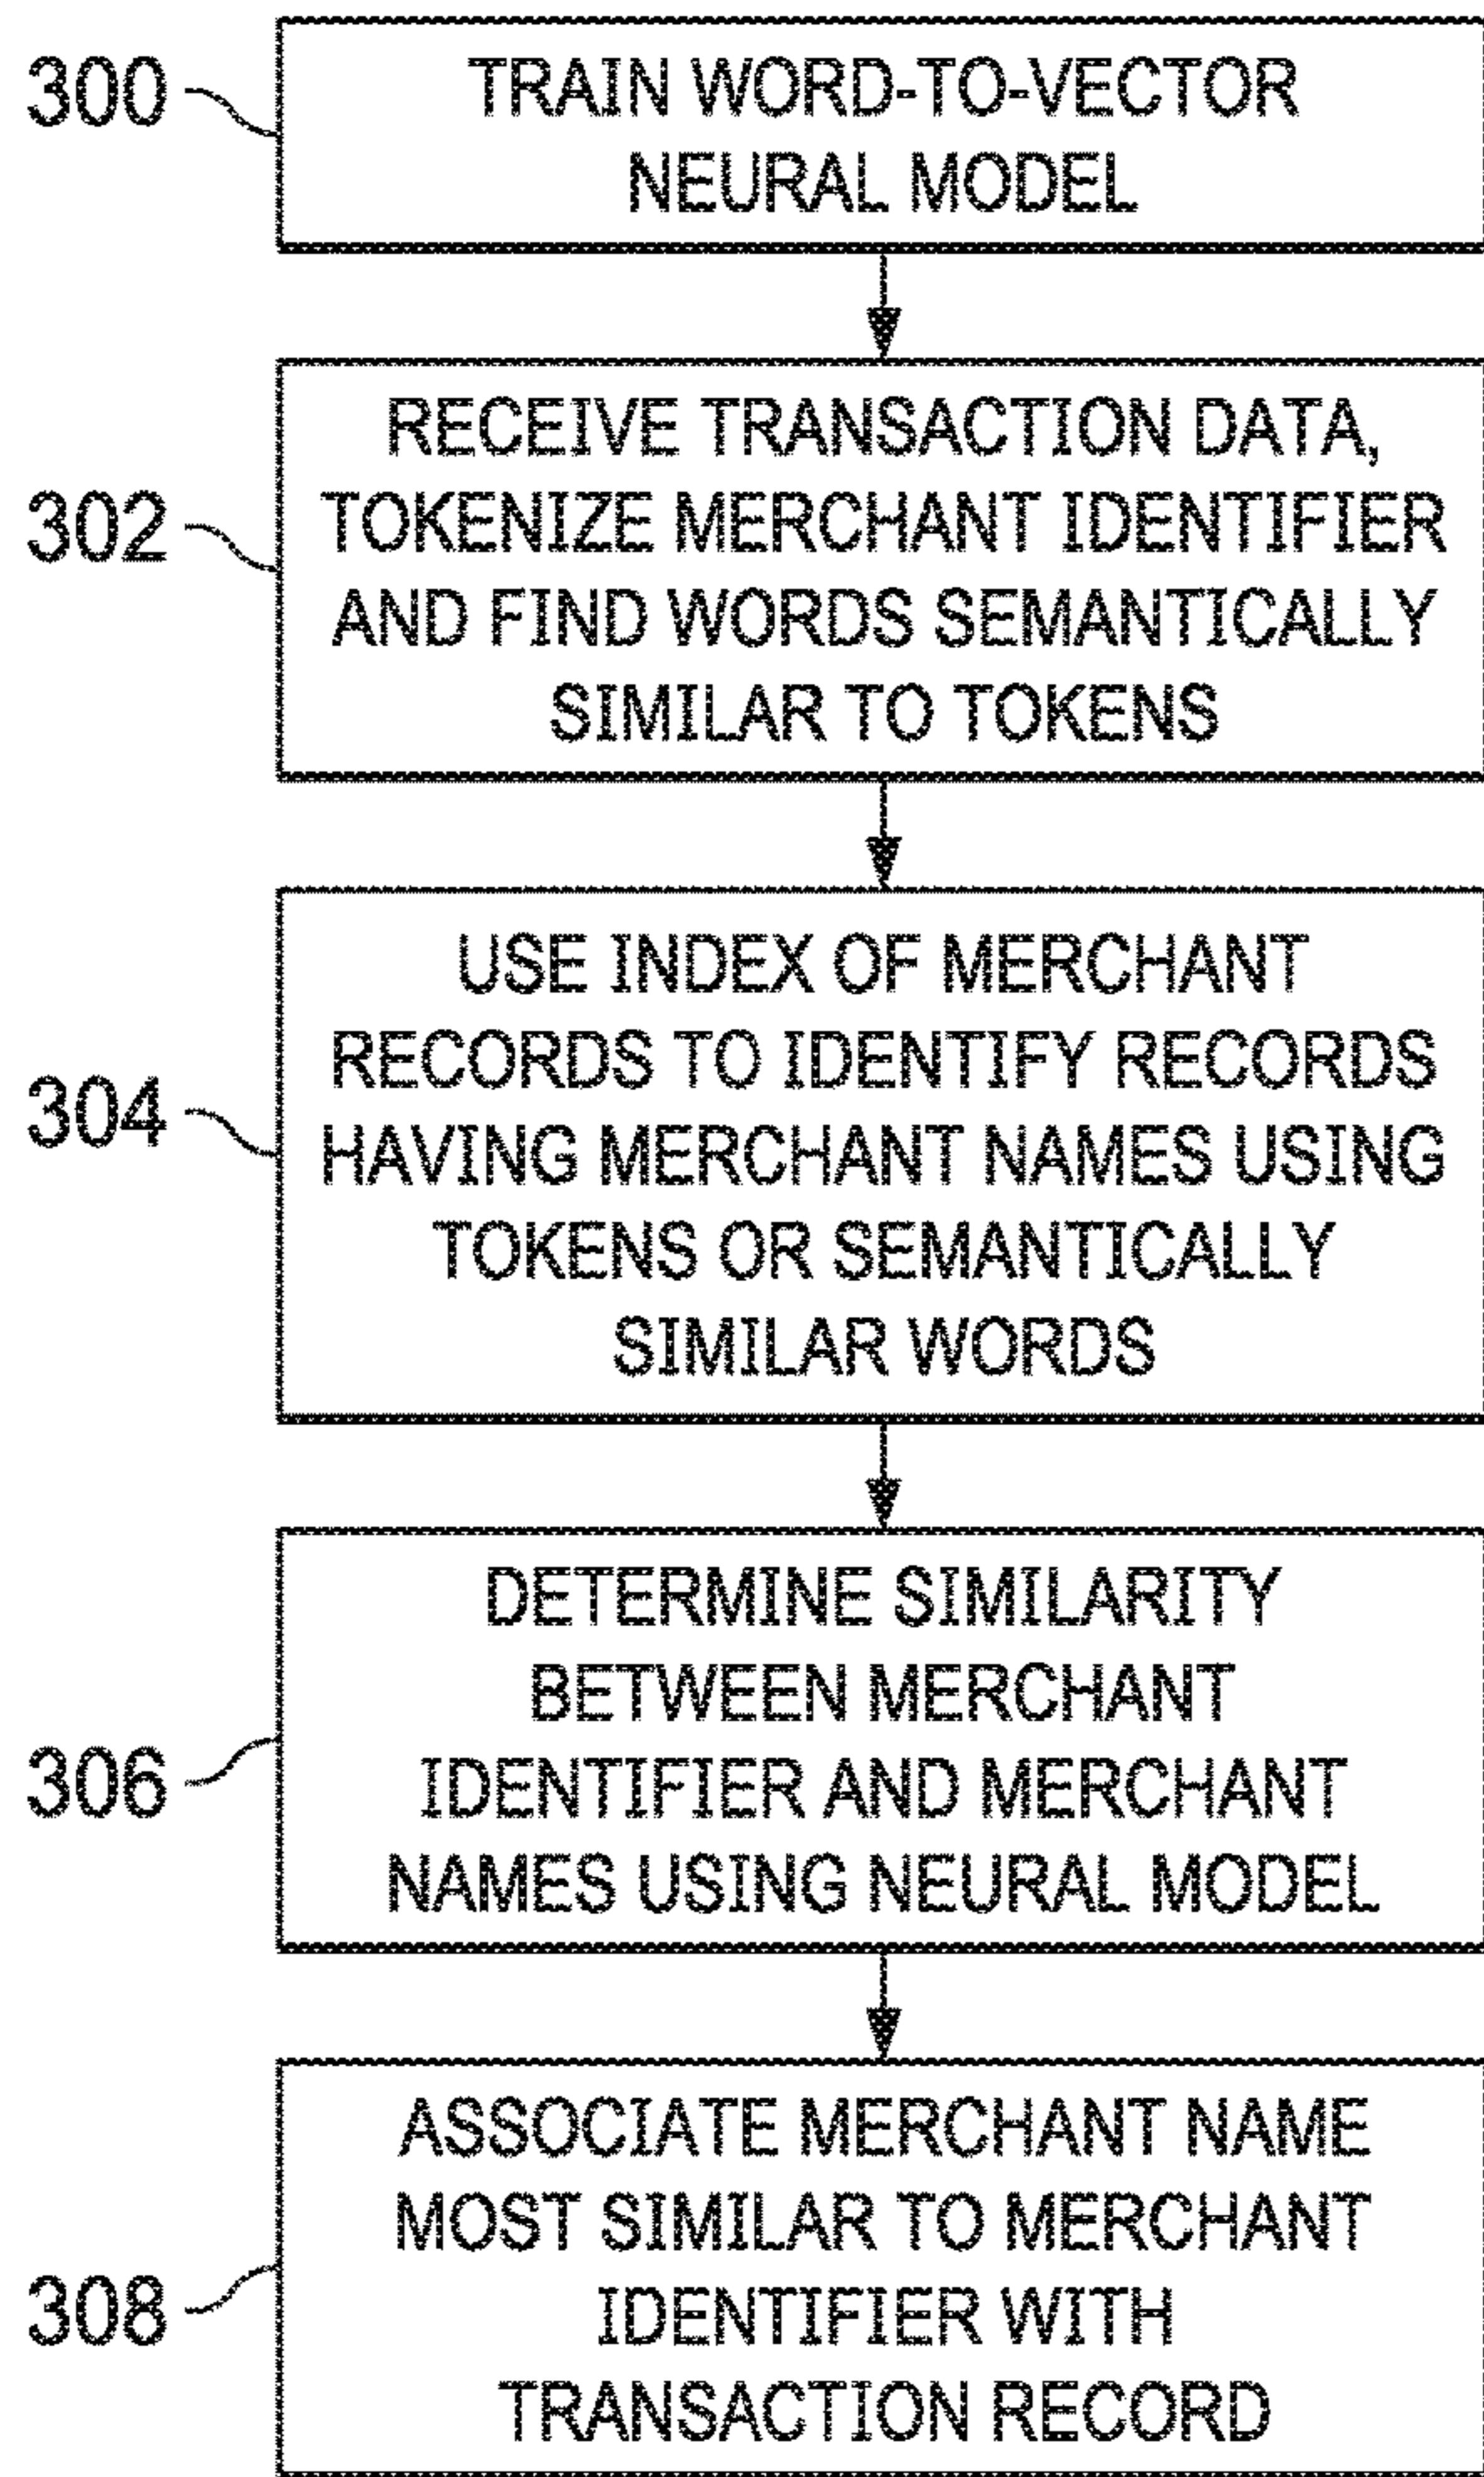 300
TRAIN WORD-TO-VECTOR
NEURAL MODEL
302
RECEIVE TRANSACTION DATA,
TOKENIZE MERCHANT IDENTIFIER
AND FIND WORDS SEMANTICALLY
SIMILAR TO TOKENS
304
USE INDEX OF MERCHANT
RECORDS TO IDENTIFY RECORDS
HAVING MERCHANT NAMES USING
TOKENS OR SEMANTICALLY
SIMILAR WORDS
306
DETERMINE SIMILARITY
BETWEEN MERCHANT
IDENTIFIER AND MERCHANT
NAMES USING NEURAL MODEL
308
ASSOCIATE MERCHANT NAME
MOST SIMILAR TO MERCHANT
IDENTIFIER WITH
TRANSACTION RECORD